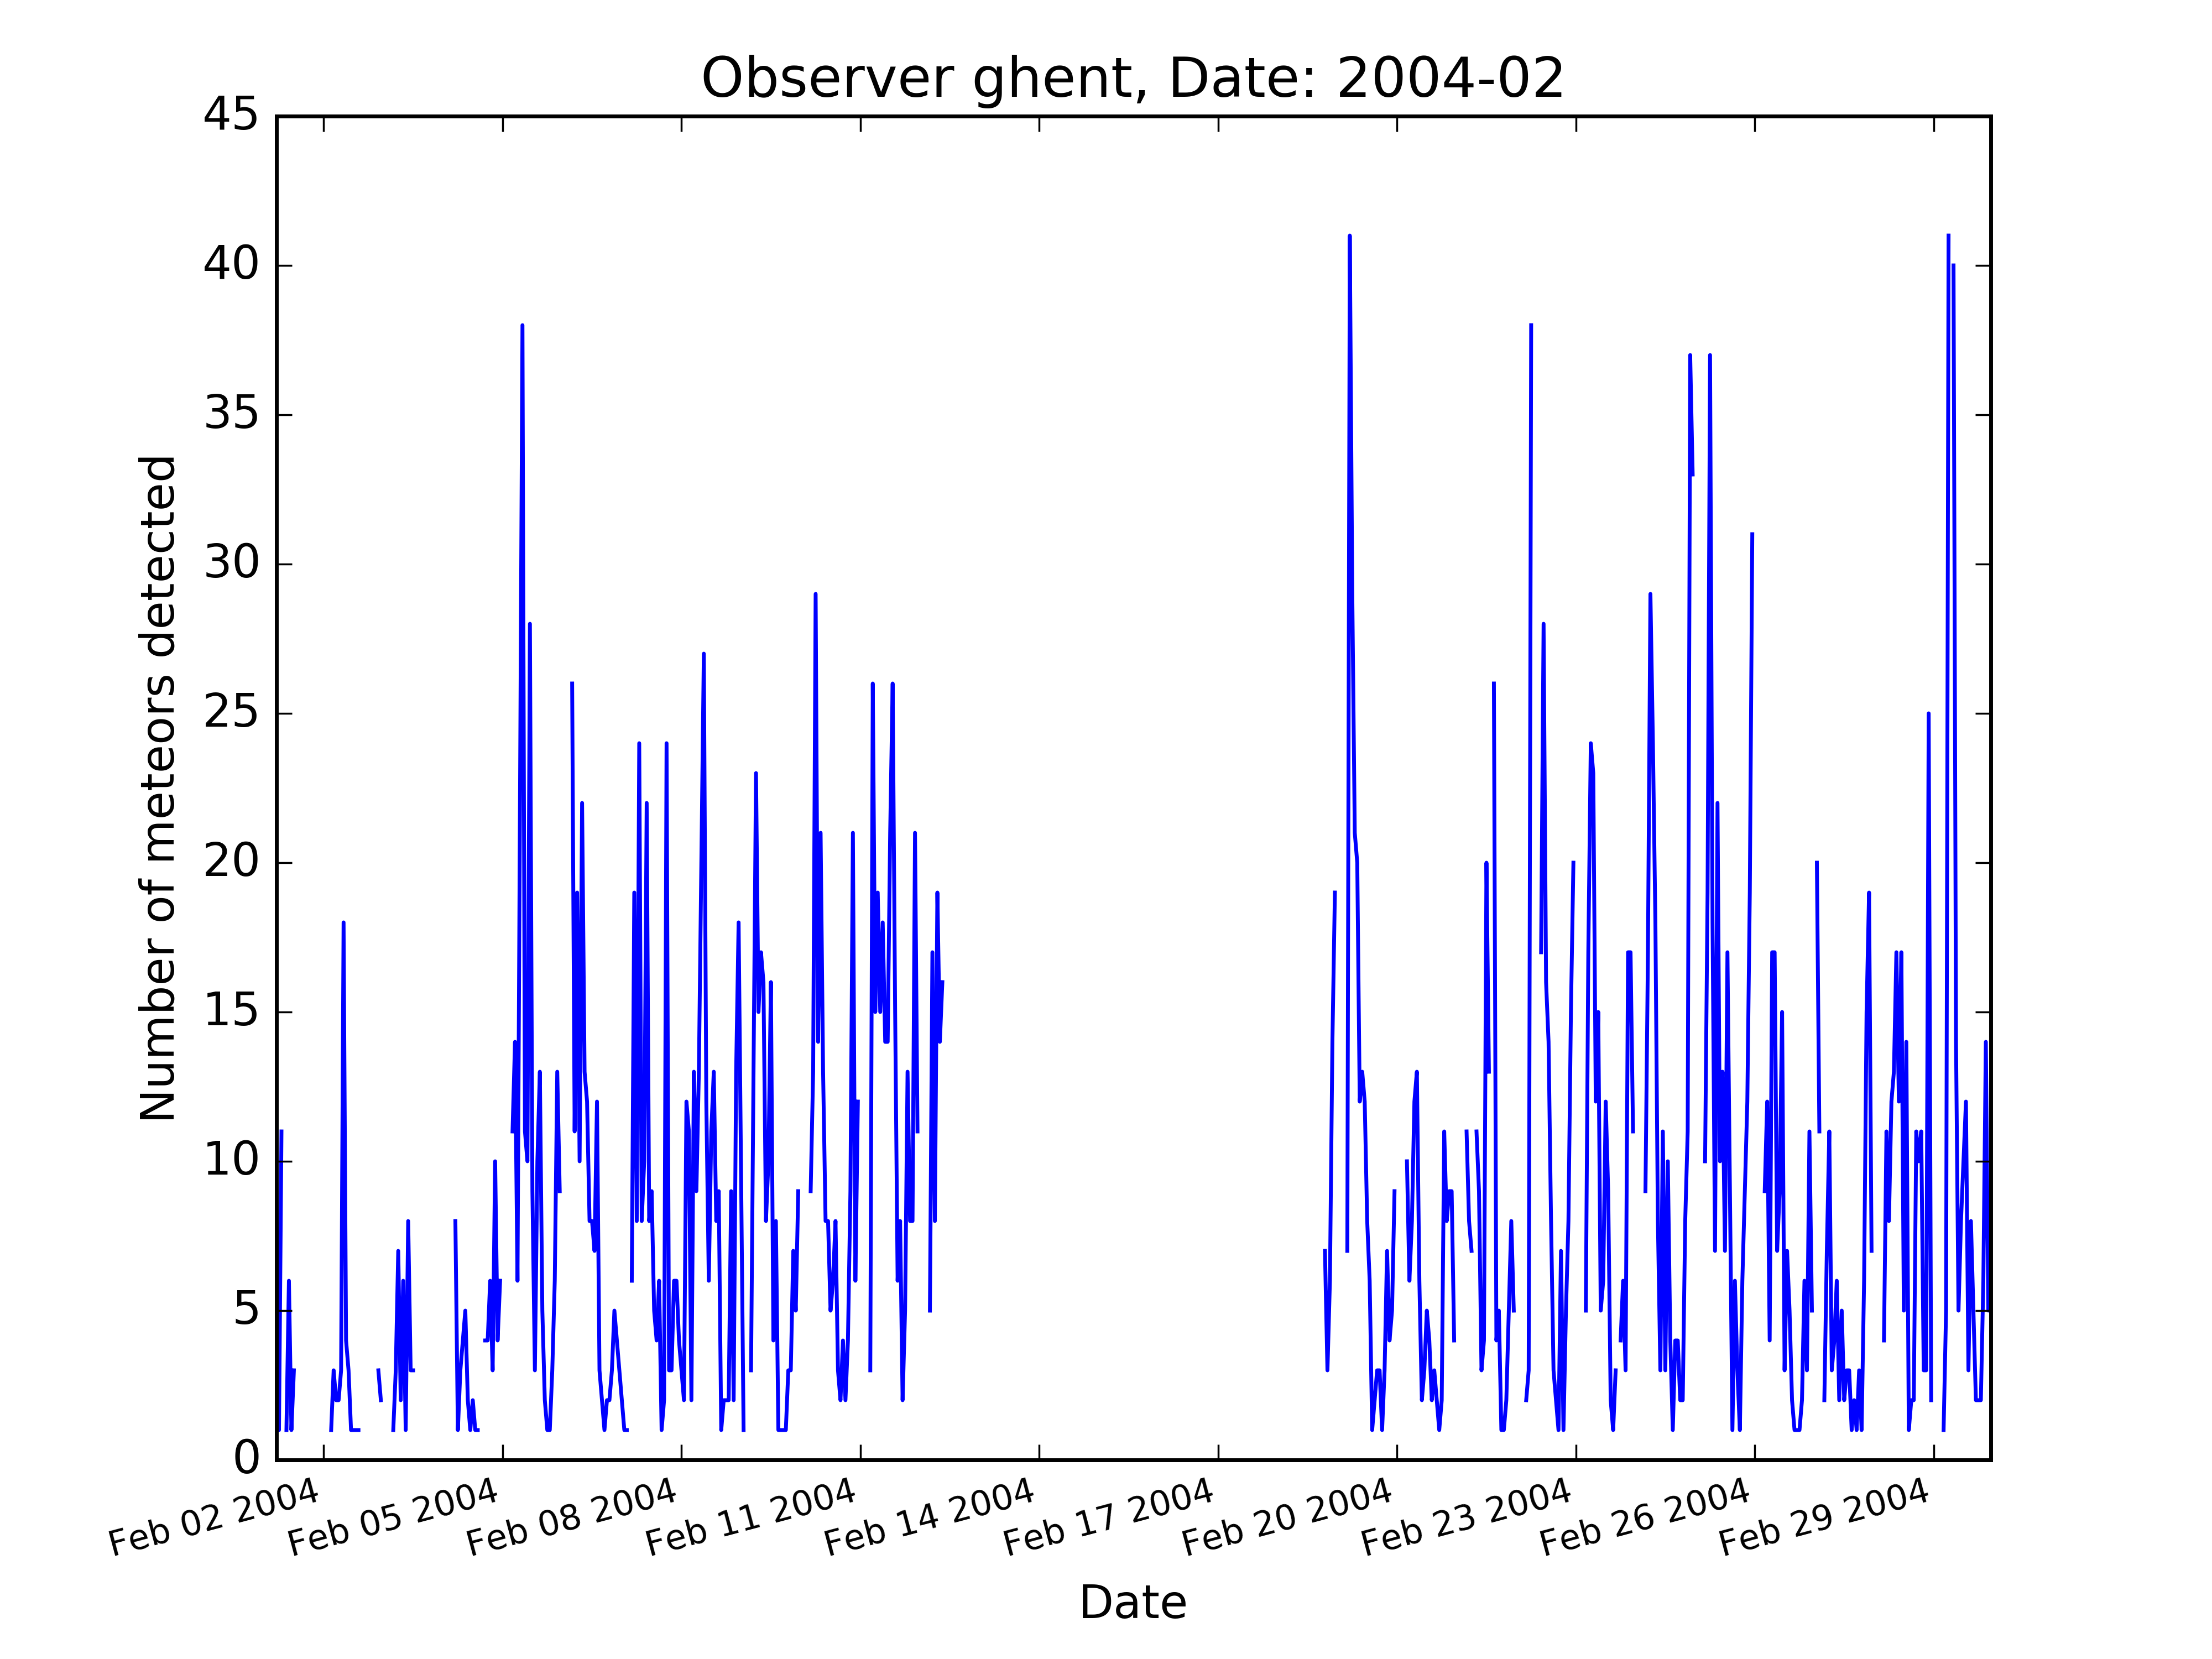 Observer ghent, Date: 2004-02
45
40
35
30
25
20
15
10
5
0
Number of meteors detected
Feb 02 2004
Feb 05 2004
Feb 08 2004
Feb 11 2004
Feb 14 2004
Feb 17 2004
Feb 20 2004
Feb 23 2004
Feb 26 2004
Feb 29 2004
Date